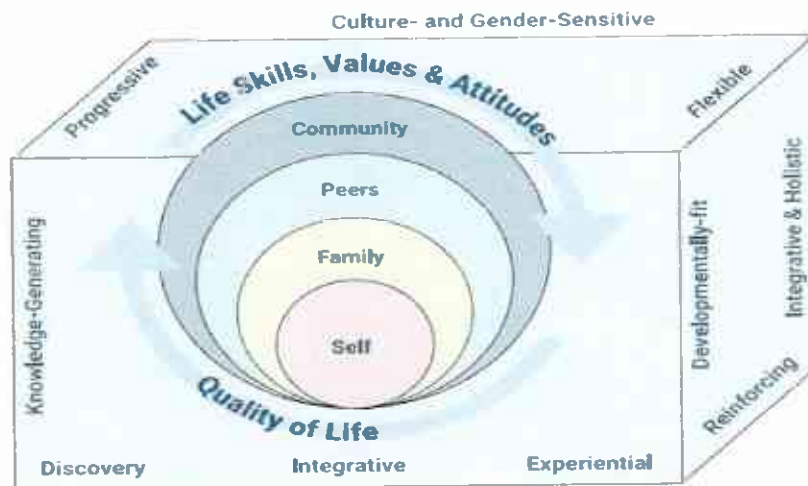 Culture- and Gender-Sensitive
Progressive
Life Skills, Values & Attitudes
Flexible
Community
Peers
Family
Self
Knowledge-Generating
Developmentally-fit
Integrative & Holistic
Quality of Life
Reinforcing
Discovery
Integrative
Experiential